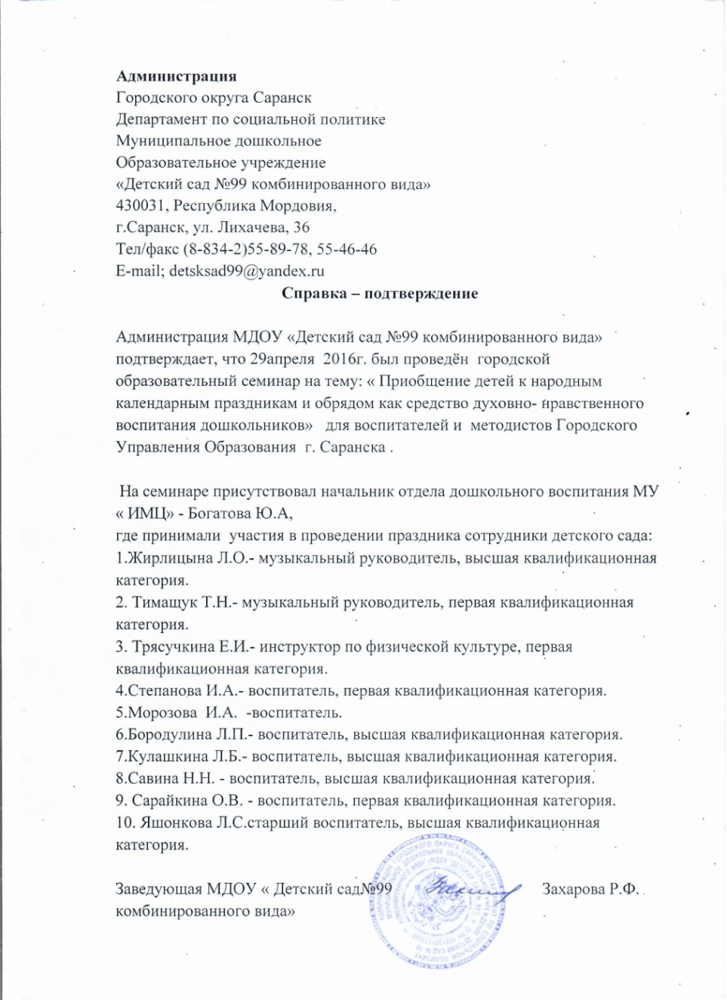 Администрация
Городского округа Саранск
Департамент по социальной политике
Муниципальное дошкольное
Образовательное учреждение
«Детский сад №99 комбинированного вида»
430031, Республика Мордовия,
г.Саранск, ул. Лихачева, 36
Тел/факс (8-834-2)55-89-78, 55-46-46
E-mail; detsksad99@yandex.ru
Справка – подтверждение
Администрация МДОУ «Детский сад №99 комбинированного вида»
подтверждает, что 29апреля  2016г. был проведён  городской
образовательный семинар на тему: « Приобщение детей к народным
календарным праздникам и обрядом как средство духовно- нравственного
воспитания дошкольников»   для воспитателей и  методистов Городского
Управления Образования  г. Саранска .
На семинаре присутствовал начальник отдела дошкольного воспитания МУ
« ИМЦ» - Богатова Ю.А,
где принимали  участия в проведении праздника сотрудники детского сада:
1.Жирлицына Л.О.- музыкальный руководитель, высшая квалификационная
категория.
2. Тимащук Т.Н.- музыкальный руководитель, первая квалификационная
категория.
3. Трясучкина Е.И.- инструктор по физической культуре, первая
квалификационная категория.
4.Степанова И.А.- воспитатель, первая квалификационная категория.
5.Морозова  И.А.  -воспитатель.
6.Бородулина Л.П.- воспитатель, высшая квалификационная категория.
7.Кулашкина Л.Б.- воспитатель, высшая квалификационная категория.
8.Савина Н.Н. - воспитатель, высшая квалификационная категория.
9. Сарайкина О.В. - воспитатель, первая квалификационная категория.
10. Яшонкова Л.С.старший воспитатель, высшая квалификационная
категория.
Заведующая МДОУ « Детский сад№99 Захарова Р.Ф.
комбинированного вида»